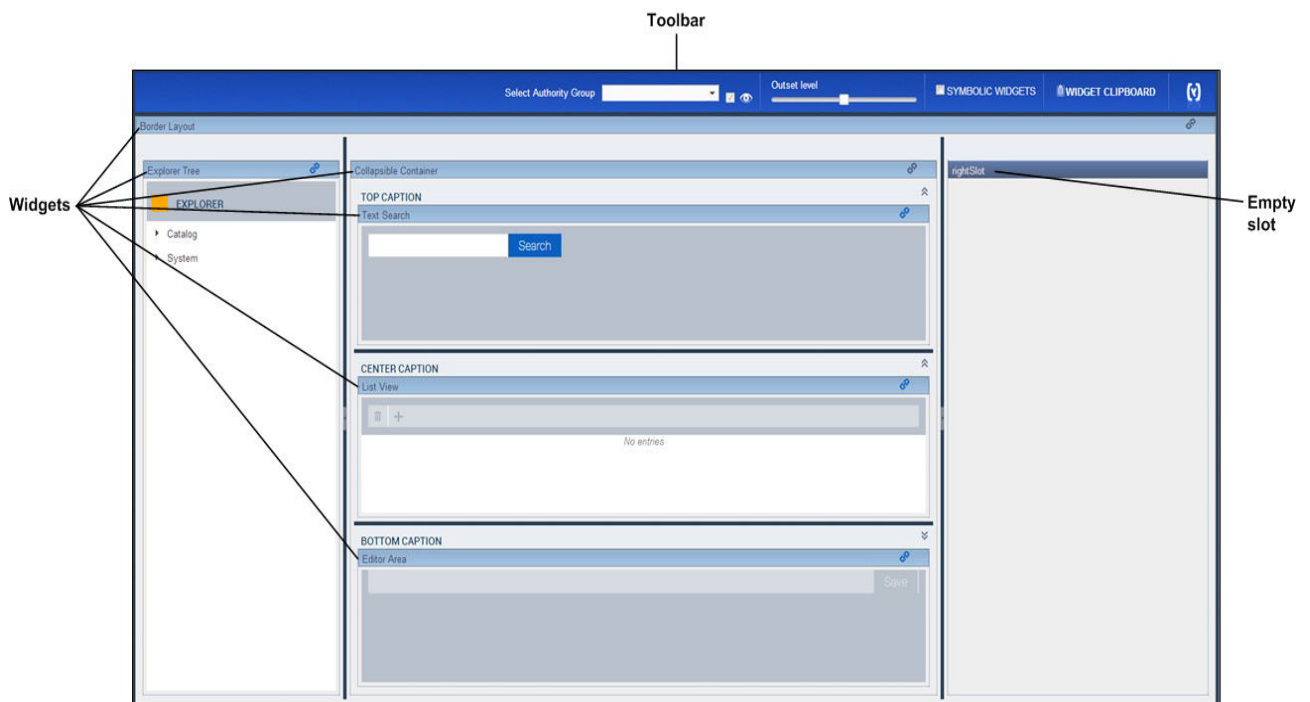 Toolbar
Select Authority Group
Outset level
SYMBOLIC WIDGETS
WIDGET CLIPBOARD
Border Layout
Explorer Tree
Collapsible Container
rightSlot
Widgets
EXPLORER
TOP CAPTION
Text Search
Empty
slot
Catalog
System
Search
CENTER CAPTION
List View
No entries
BOTTOM CAPTION
Editor Area
Save